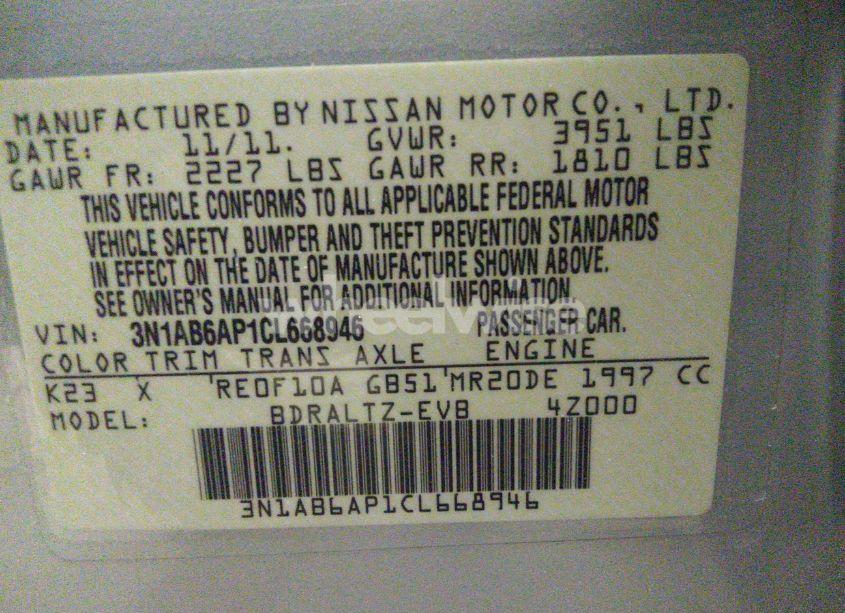 MANUFACTURED BY NISSAN MOTOR CO., LTD.
DATE: 11/11. GVWR: 3951 LBS
GAWR FR: 2227 LBS GAWR RR: 1810 LBS
THIS VEHICLE CONFORMS TO ALL APPLICABLE FEDERAL MOTOR
VEHICLE SAFETY, BUMPER AND THEFT PREVENTION STANDARDS
IN EFFECT ON THE DATE OF MANUFACTURE SHOWN ABOVE.
SEE OWNER'S MANUAL FOR ADDITIONAL INFORMATION.
VIN: 3N1AB6AP1CL668946 PASSENGER CAR.
COLOR TRIM TRANS AXLE ENGINE
K23 X RE0F10A GB51 MR20DE 1997 CC
MODEL: BDRALTZ-EVB 4Z000
3N1AB6AP1CL668946